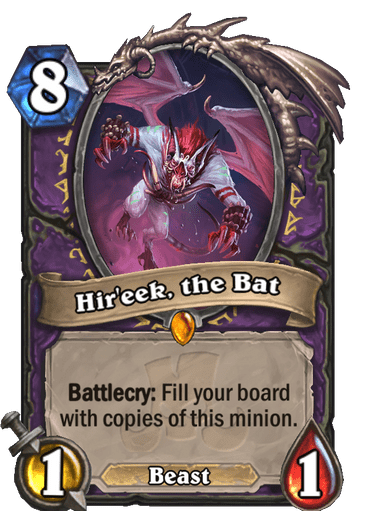 8
Hir'eek, the Bat
Battlecry: Fill your board
with copies of this minion.
1
Beast
1